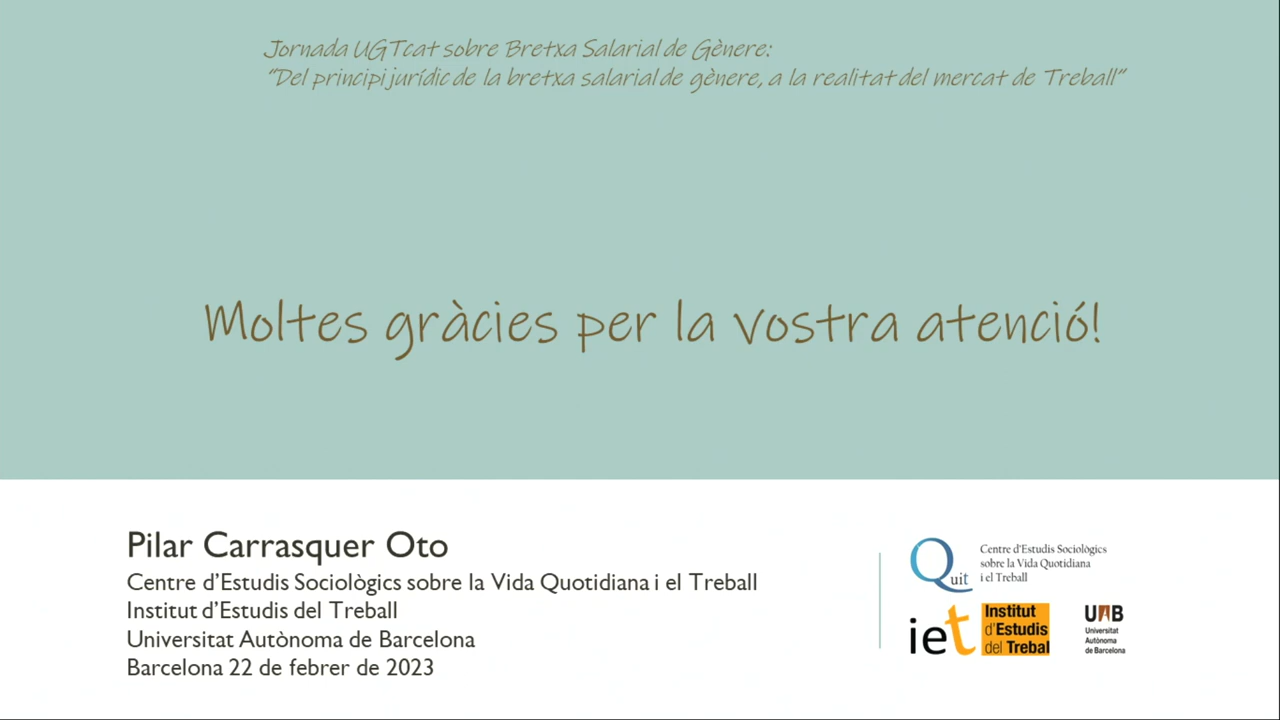 Jornada UGTcat sobre Bretxa Salarial de Gènere:
“Del principi jurídic de la bretxa salarial de gènere, a la realitat del mercat de Treball”
Moltes gràcies per la vostra atenció!
Pilar Carrasquer Oto
Centre d’Estudis Sociològics sobre la Vida Quotidiana i el Treball
Institut d’Estudis del Treball
Universitat Autònoma de Barcelona
Barcelona 22 de febrer de 2023
Quit
Centre d’Estudis Sociològics
sobre la Vida Quotidiana
i el Treball
iet
Institut
d’Estudis
del Trebal
UAB
Universitat
Autònoma
de Barcelona